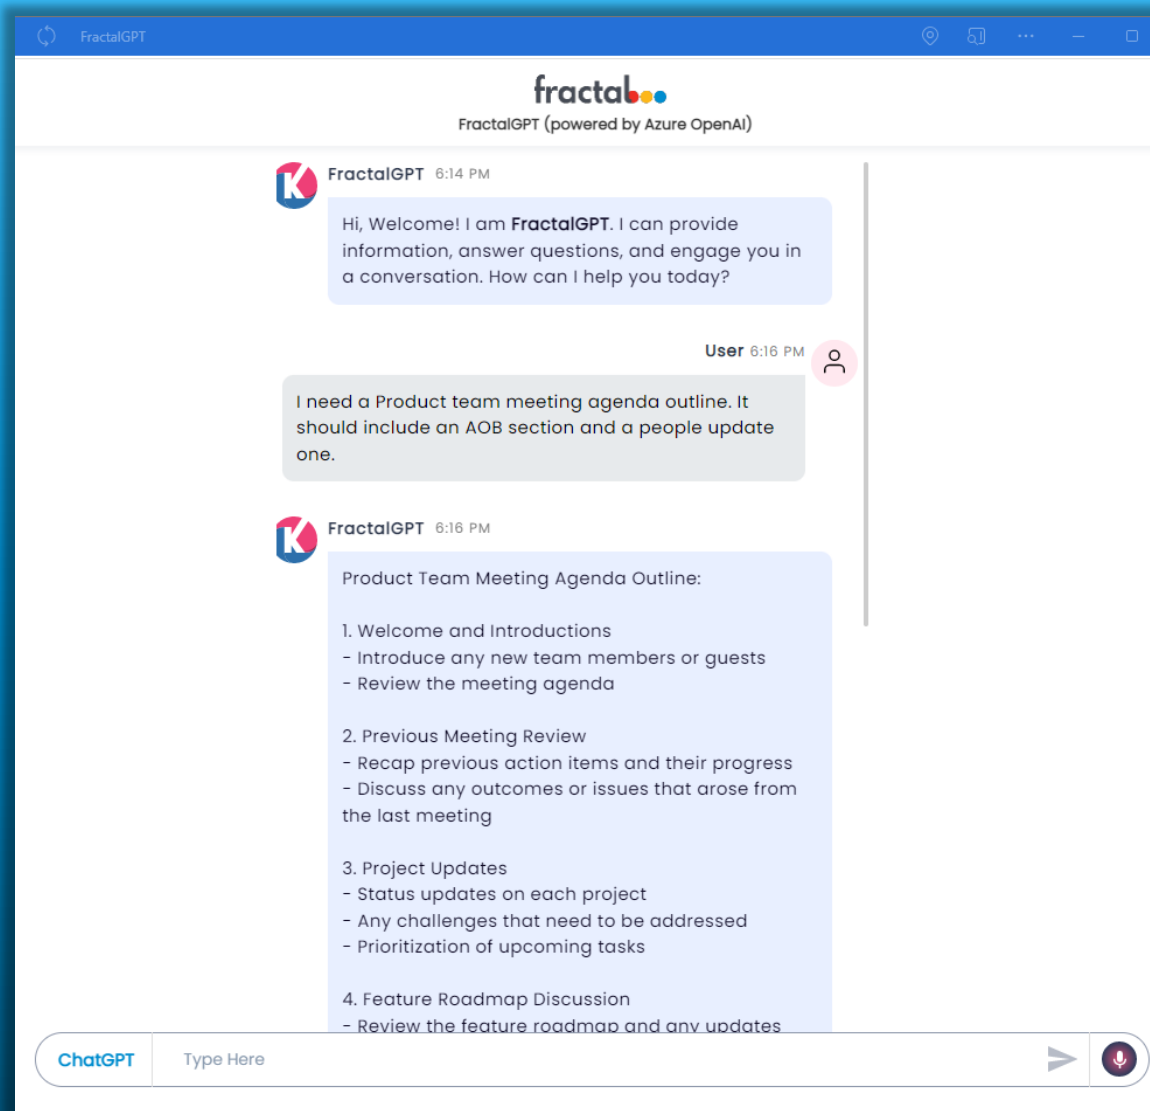 FractalGPT
fractal
FractalGPT (powered by Azure OpenAI)
FractalGPT 6:14 PM
Hi, Welcome! I am FractalGPT. I can provide
information, answer questions, and engage you in
a conversation. How can I help you today?
User 6:16 PM
I need a Product team meeting agenda outline. It
should include an AOB section and a people update
one.
FractalGPT 6:16 PM
Product Team Meeting Agenda Outline:
1. Welcome and Introductions
- Introduce any new team members or guests
- Review the meeting agenda
2. Previous Meeting Review
- Recap previous action items and their progress
- Discuss any outcomes or issues that arose from
the last meeting
3. Project Updates
- Status updates on each project
- Any challenges that need to be addressed
- Prioritization of upcoming tasks
4. Feature Roadmap Discussion
- Review the feature roadmap and any updates
ChatGPT Type Here